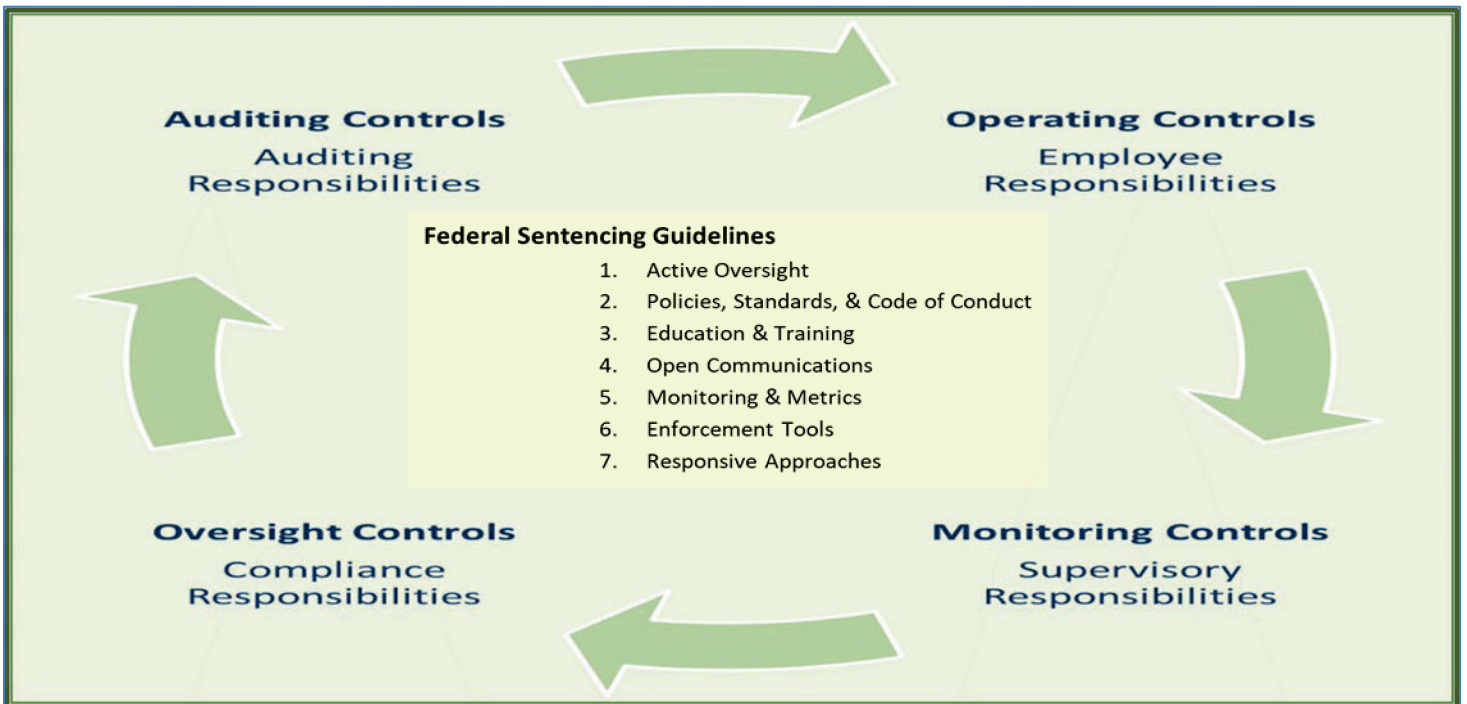 Auditing Controls
Auditing
Responsibilities
Operating Controls
Employee
Responsibilities
Federal Sentencing Guidelines
1. Active Oversight
2. Policies, Standards, & Code of Conduct
3. Education & Training
4. Open Communications
5. Monitoring & Metrics
6. Enforcement Tools
7. Responsive Approaches
Oversight Controls
Compliance
Responsibilities
Monitoring Controls
Supervisory
Responsibilities